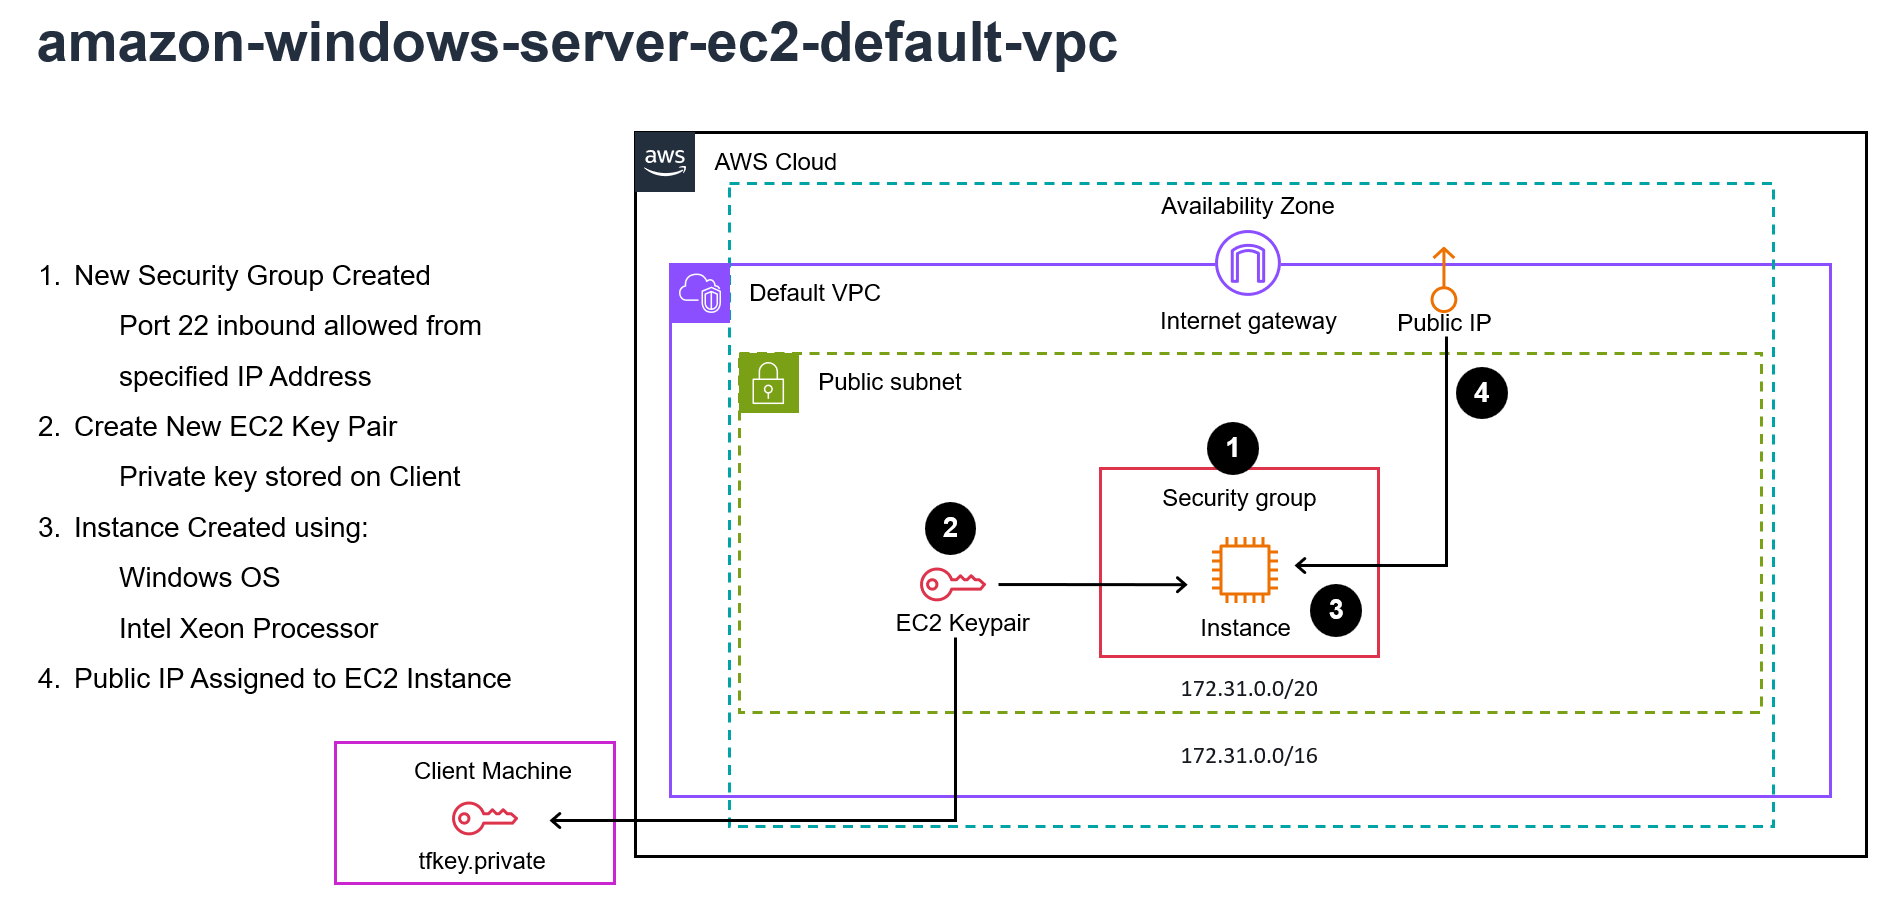 amazon-windows-server-ec2-default-vpc
aws
AWS Cloud
Availability Zone
1. New Security Group Created
Port 22 inbound allowed from
specified IP Address
2. Create New EC2 Key Pair
Private key stored on Client
3. Instance Created using:
Windows OS
Intel Xeon Processor
4. Public IP Assigned to EC2 Instance
Default VPC
Internet gateway
Public IP
Public subnet
4
1
Security group
2
EC2 Keypair
3
Instance
172.31.0.0/20
172.31.0.0/16
Client Machine
tfkey.private